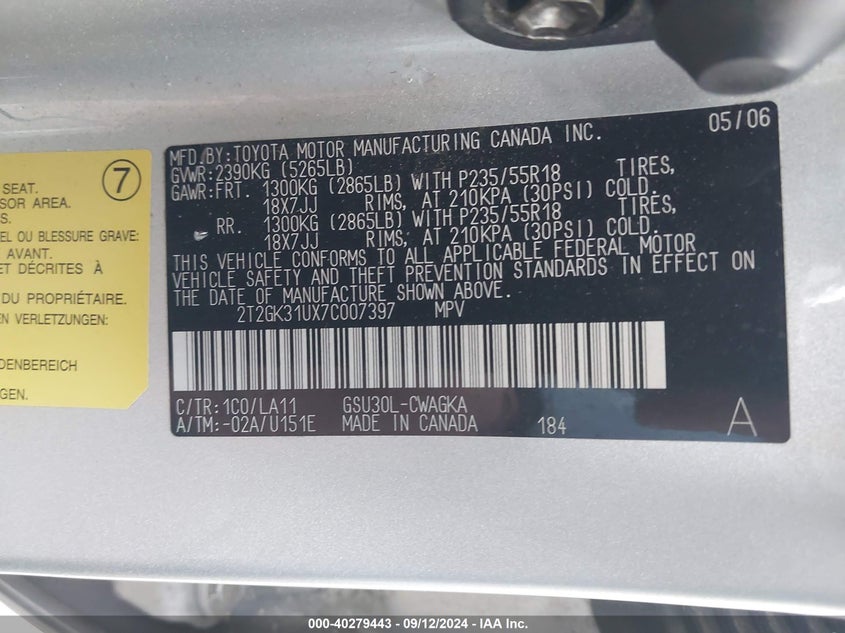 7
SEAT.
SOR AREA.
S.
EL OU BLESSURE GRAVE:
AVANT.
ET DÉCRITES À
DU PROPRIÉTAIRE.
EN VERLETZUNGEN.
DENBEREICH
MFD.BY:TOYOTA MOTOR MANUFACTURING CANADA INC. 05/06
GVWR:2390KG (5265LB)
GAWR:FRT. 1300KG (2865LB) WITH P235/55R18 TIRES,
18X7JJ RIMS, AT 210KPA (30PSI) COLD.
RR. 1300KG (2865LB) WITH P235/55R18 TIRES,
18X7JJ RIMS, AT 210KPA (30PSI) COLD.
THIS VEHICLE CONFORMS TO ALL APPLICABLE FEDERAL MOTOR
VEHICLE SAFETY AND THEFT PREVENTION STANDARDS IN EFFECT ON
THE DATE OF MANUFACTURE SHOWN ABOVE.
2T2GK31UX7C007397 MPV
C/TR:1C0/LA11 GSU30L-CWAGKA
A/TM:-02A/U151E MADE IN CANADA 184 A
000-40279443 - 09/12/2024 - IAA Inc.